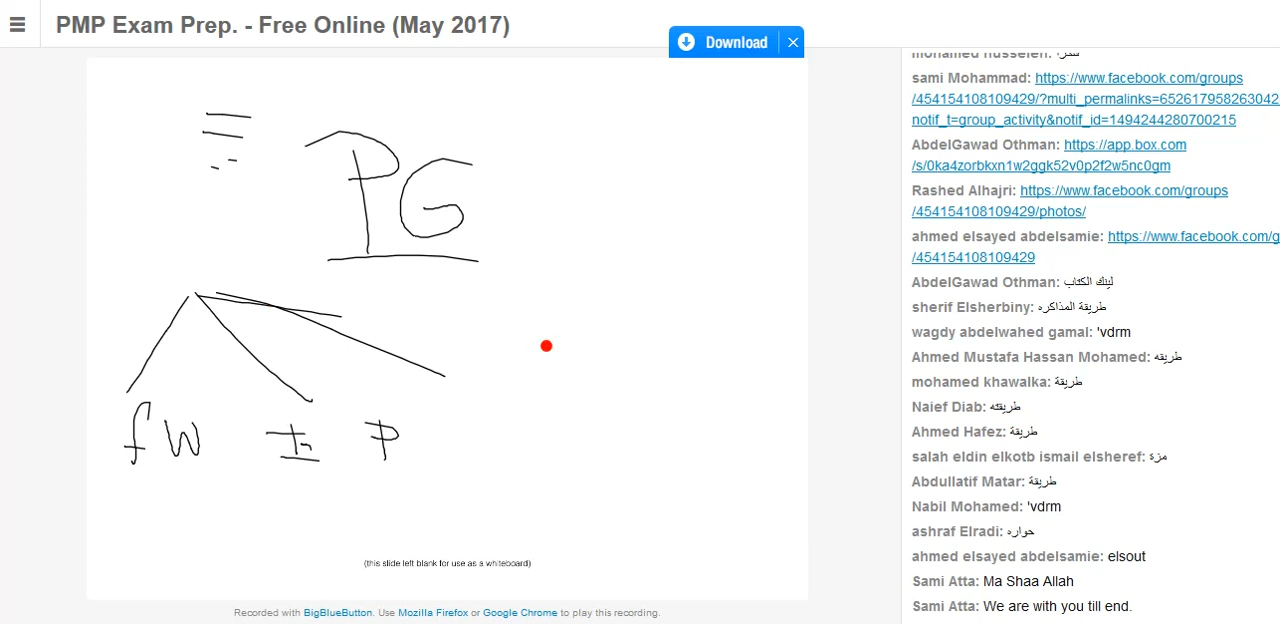 PMP Exam Prep. - Free Online (May 2017)
Download
PG
fW
P
(this slide left blank for use as a whiteboard)
Recorded with BigBlueButton. Use Mozilla Firefox or Google Chrome to play this recording.
mohamed hussein: شكرا
sami Mohammad: https://www.facebook.com/groups
/454154108109429/?multi_permalinks=652617958263042
notif_t=group_activity&notif_id=1494244280700215
AbdelGawad Othman: https://app.box.com
/s/0ka4zorbkxn1w2ggk52v0p2f2w5nc0gm
Rashed Alhajri: https://www.facebook.com/groups
/454154108109429/photos/
ahmed elsayed abdelsamie: https://www.facebook.com/g
/454154108109429
AbdelGawad Othman: لينك الكتاب
sherif Elsherbiny: طريقة المذاكره
wagdy abdelwahed gamal: 'vdrm
Ahmed Mustafa Hassan Mohamed: طريقه
mohamed khawalka: طريقة
Naief Diab: طريقته
Ahmed Hafez: طريقة
salah eldin elkotb ismail elsheref: مزة
Abdullatif Matar: طريقة
Nabil Mohamed: 'vdrm
ashraf Elradi: حواره
ahmed elsayed abdelsamie: elsout
Sami Atta: Ma Shaa Allah
Sami Atta: We are with you till end.